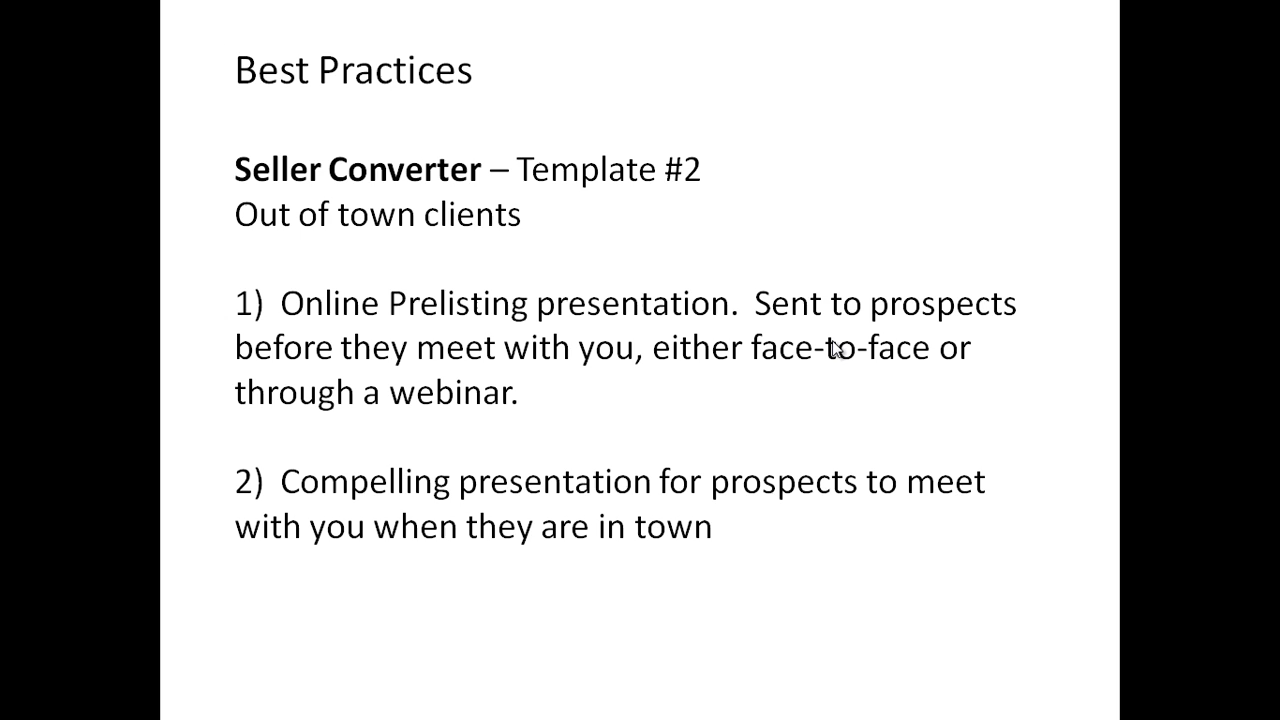 Best Practices
Seller Converter – Template #2
Out of town clients
1)  Online Prelisting presentation.  Sent to prospects
before they meet with you, either face-to-face or
through a webinar.
2)  Compelling presentation for prospects to meet
with you when they are in town